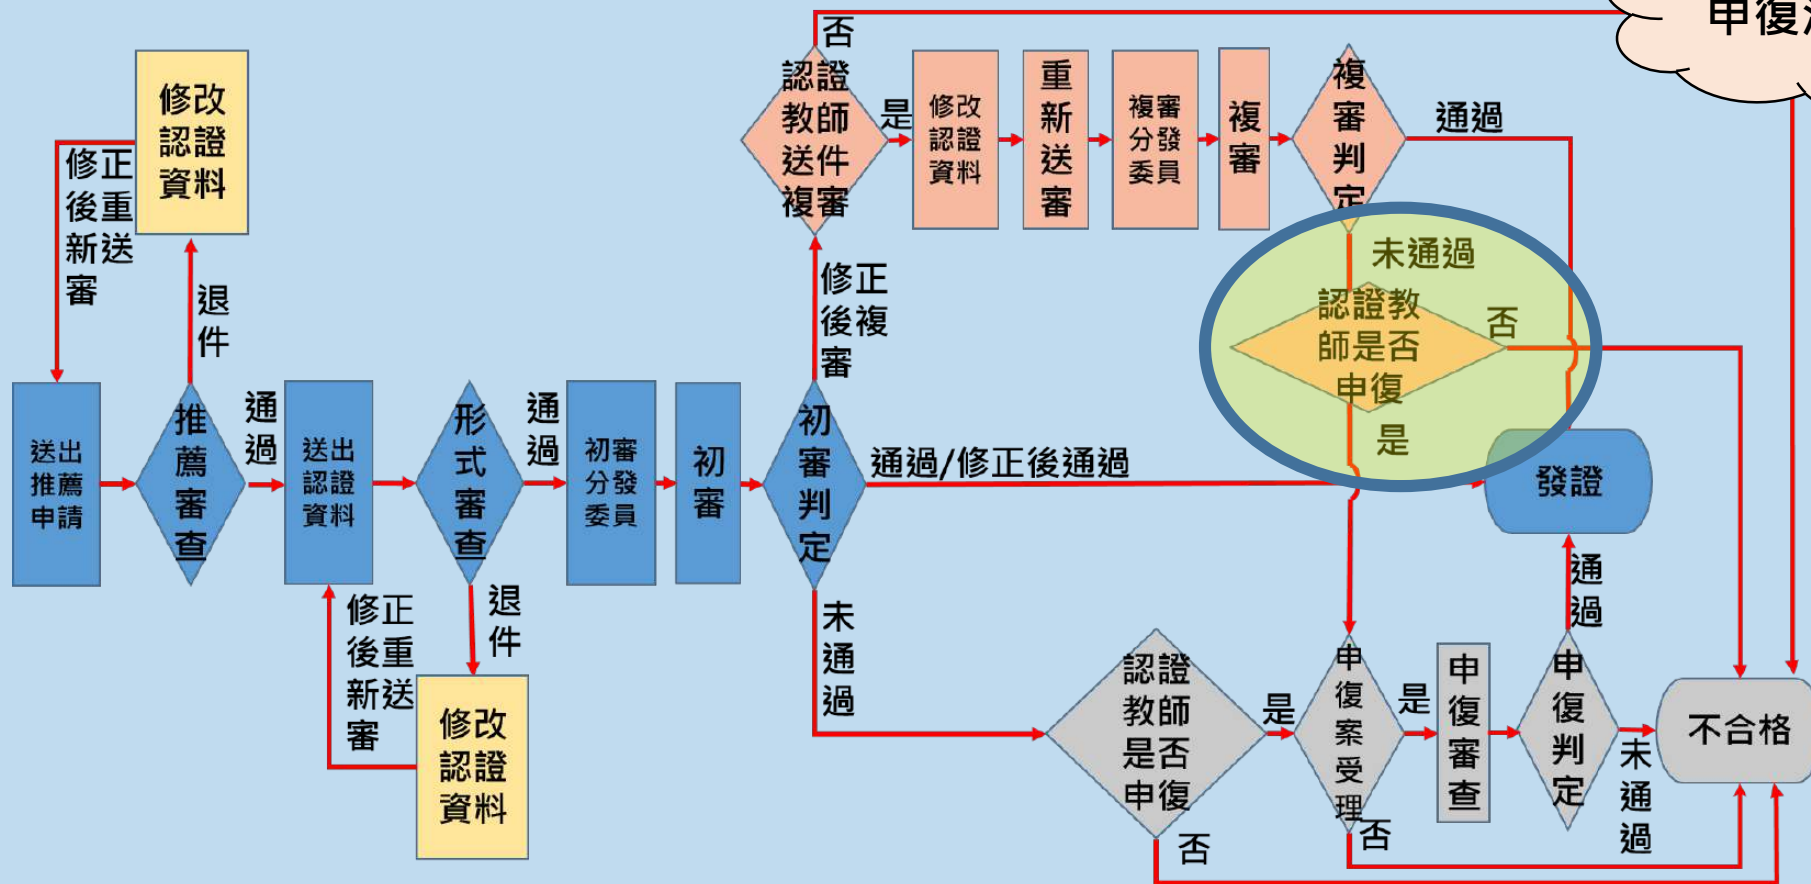 申復
否
認證
教師
送件
複審
是
修改
認證
資料
重
新
送
審
複審
分發
委員
複
審
複
審
判
定
通過
修改
認證
資料
修正
後重
新送
審
退
件
修正
後複
審
未通過
認證教
師是否
申復
否
是
送出
推薦
申請
推
薦
審
查
通
過
送出
認證
資料
形
式
審
查
通
過
初審
分發
委員
初
審
初
審
判
定
通過/修正後通過
發證
修正
後重
新送
審
退
件
修改
認證
資料
未
通
過
認證
教師
是否
申復
是
否
申
復
案
受
理
是
否
申
復
審
查
申
復
判
定
通
過
未
通
過
不合格